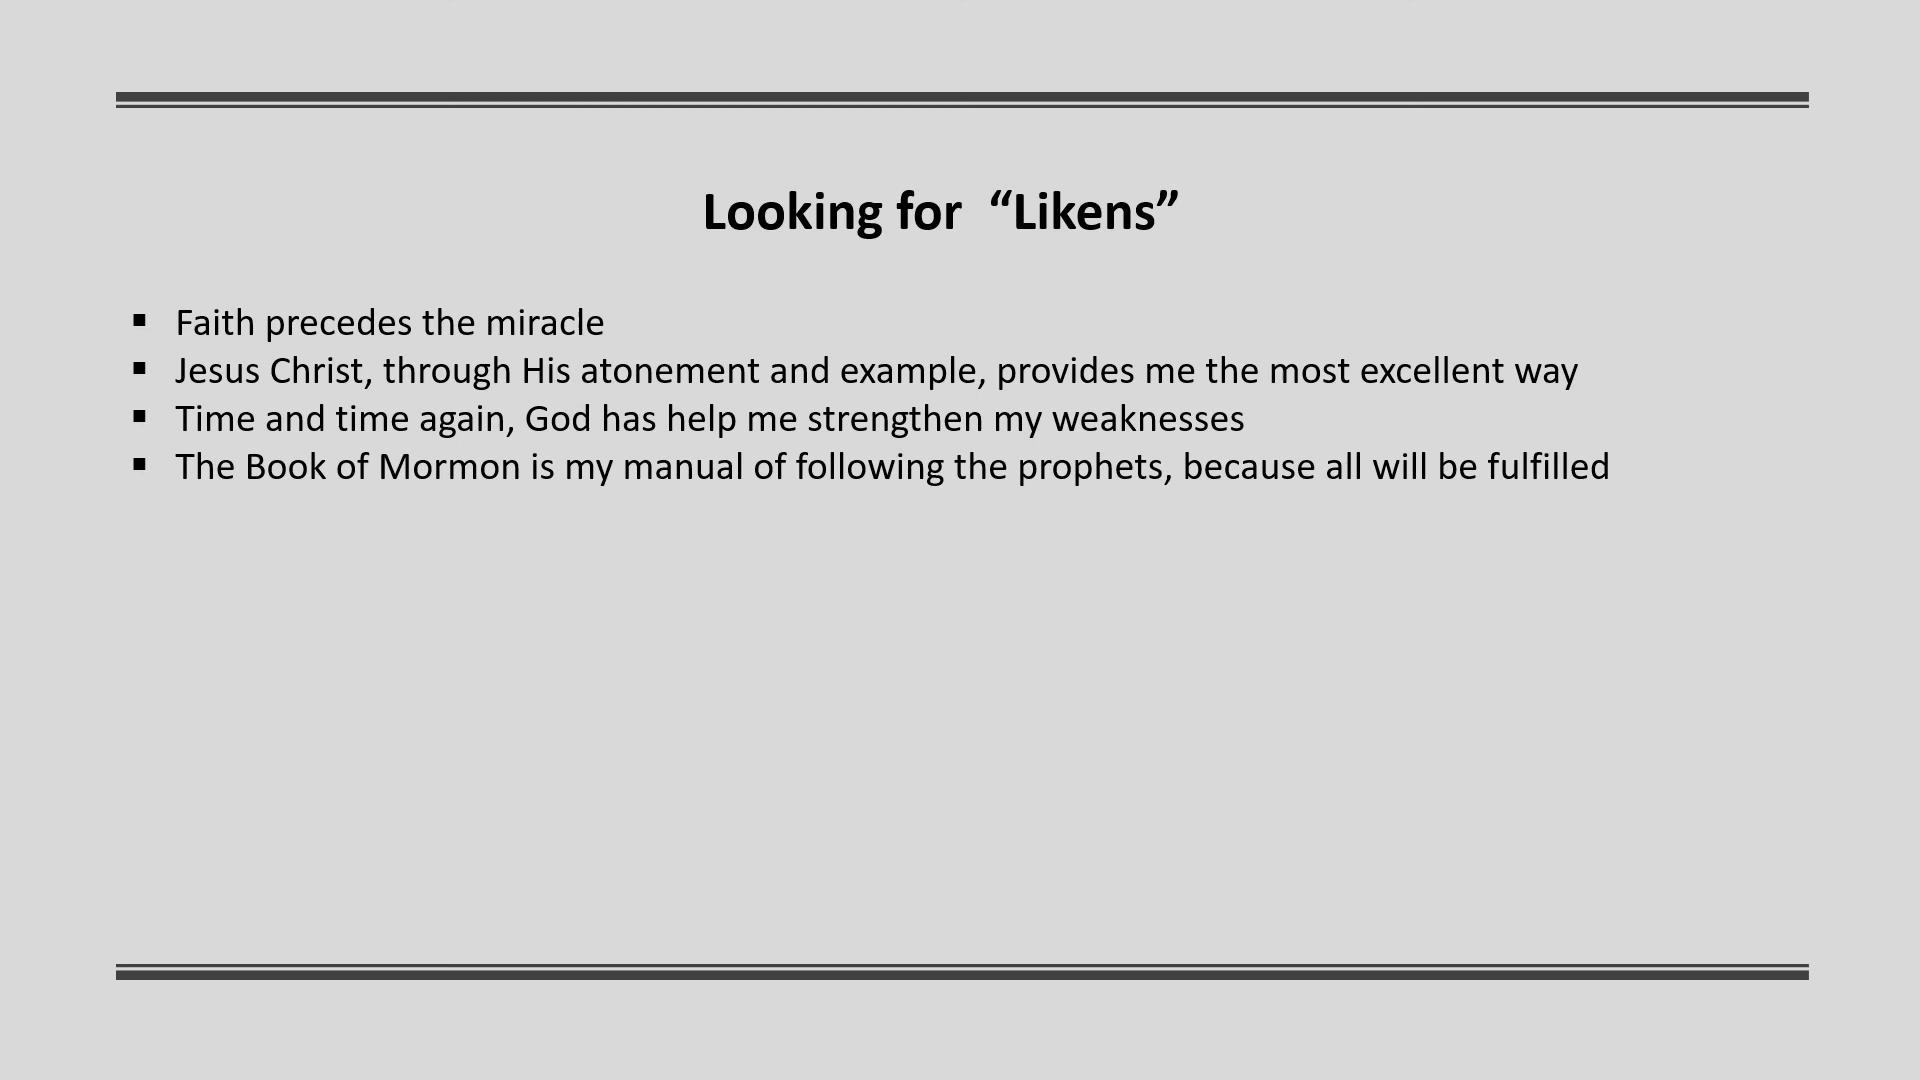 Looking for  “Likens”
▪ Faith precedes the miracle
▪ Jesus Christ, through His atonement and example, provides me the most excellent way
▪ Time and time again, God has help me strengthen my weaknesses
▪ The Book of Mormon is my manual of following the prophets, because all will be fulfilled